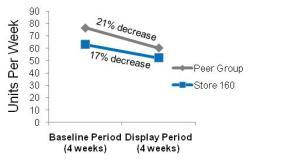 90
80
70
60
50
40
30
20
10
0
Units Per Week
21% decrease
17% decrease
Peer Group
Store 160
Baseline Period Display Period
(4 weeks) (4 weeks)